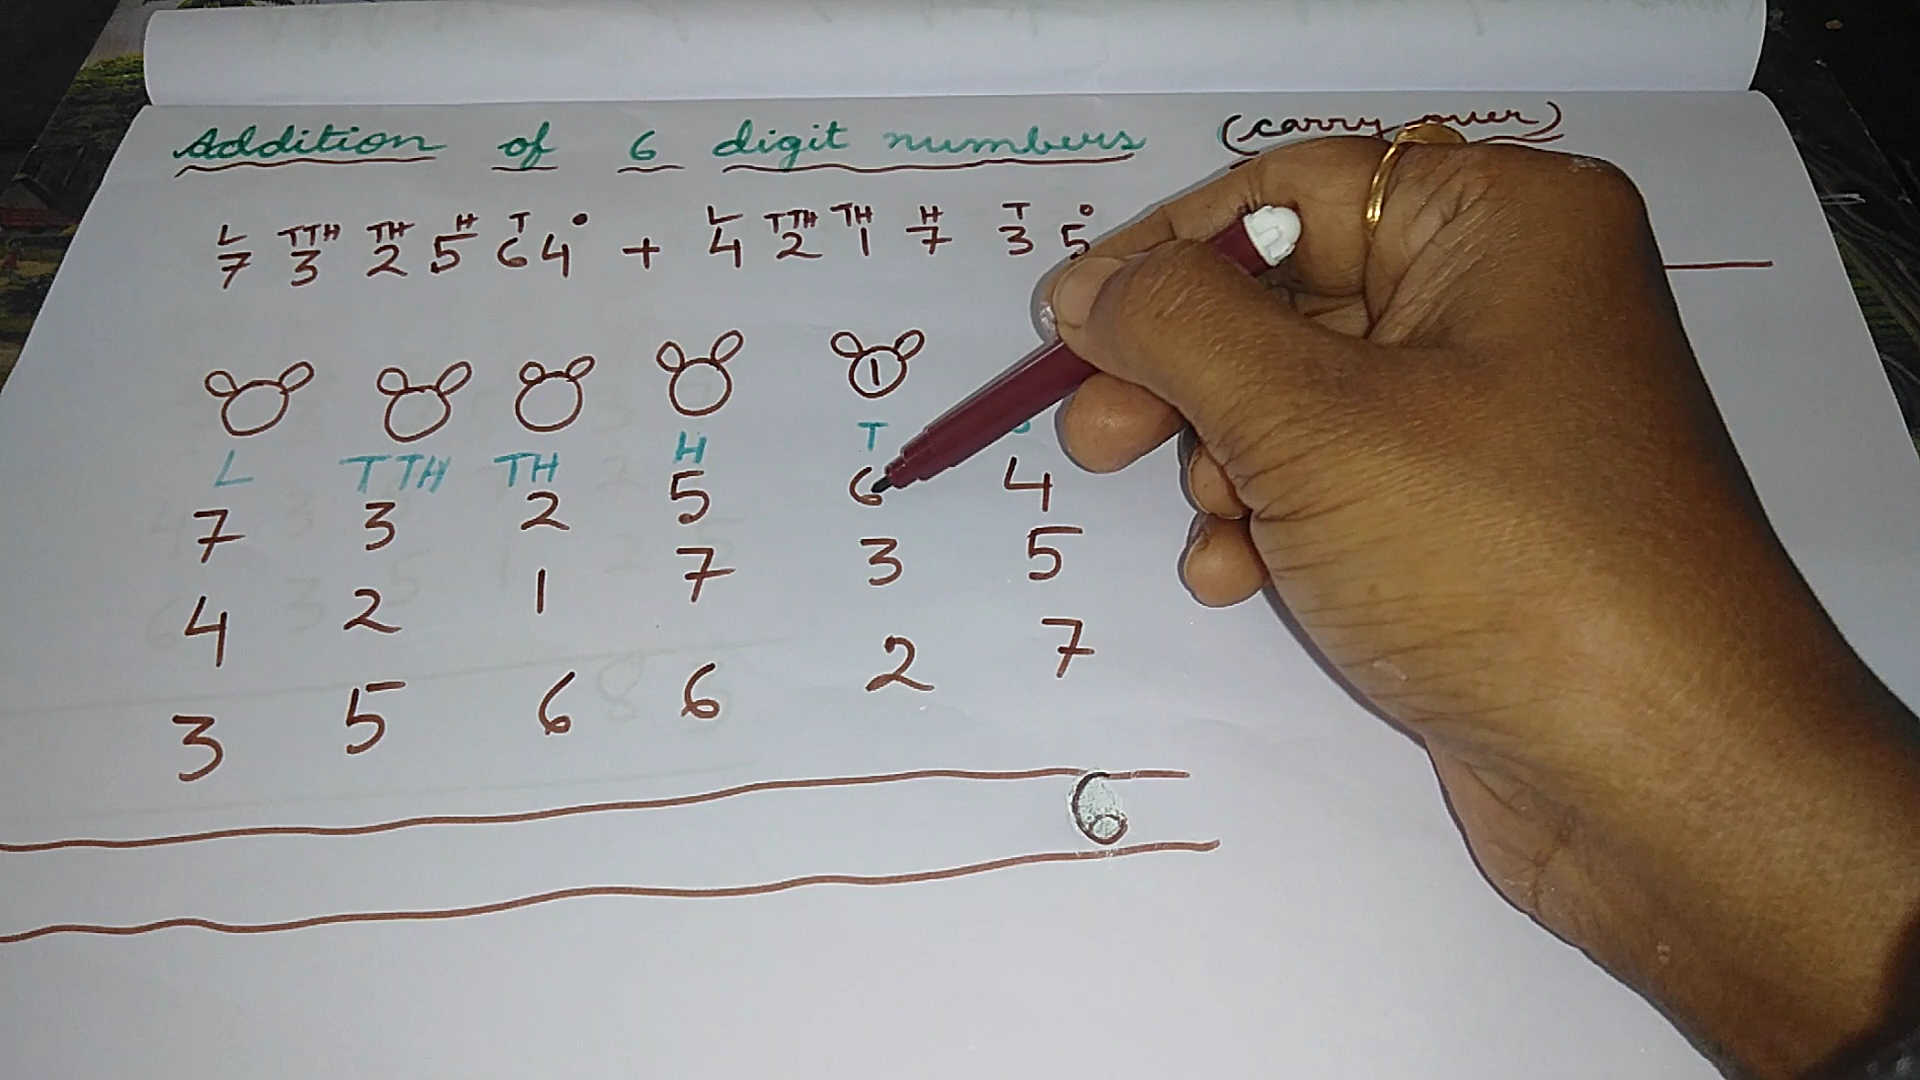 Addition of 6 digit numbers (carry over)
L TTH TH H T O L TTH TH H T O
7 3 2 5 6 4 + 4 2 1 7 3 5
1
L TTH TH H T
7 3 2 5 6 4
4 2 1 7 3 5
3 5 6 6 2 7
6